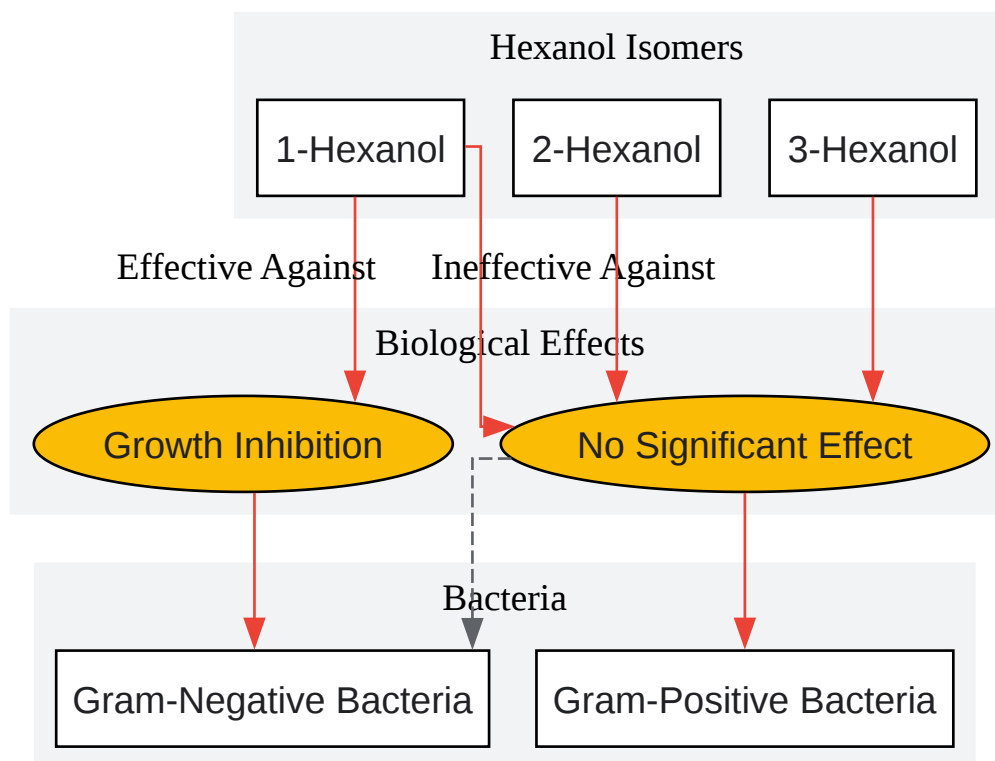 Hexanol Isomers
1-Hexanol
2-Hexanol
3-Hexanol
Effective Against
Ineffective Against
Biological Effects
Growth Inhibition
No Significant Effect
Bacteria
Gram-Negative Bacteria
Gram-Positive Bacteria